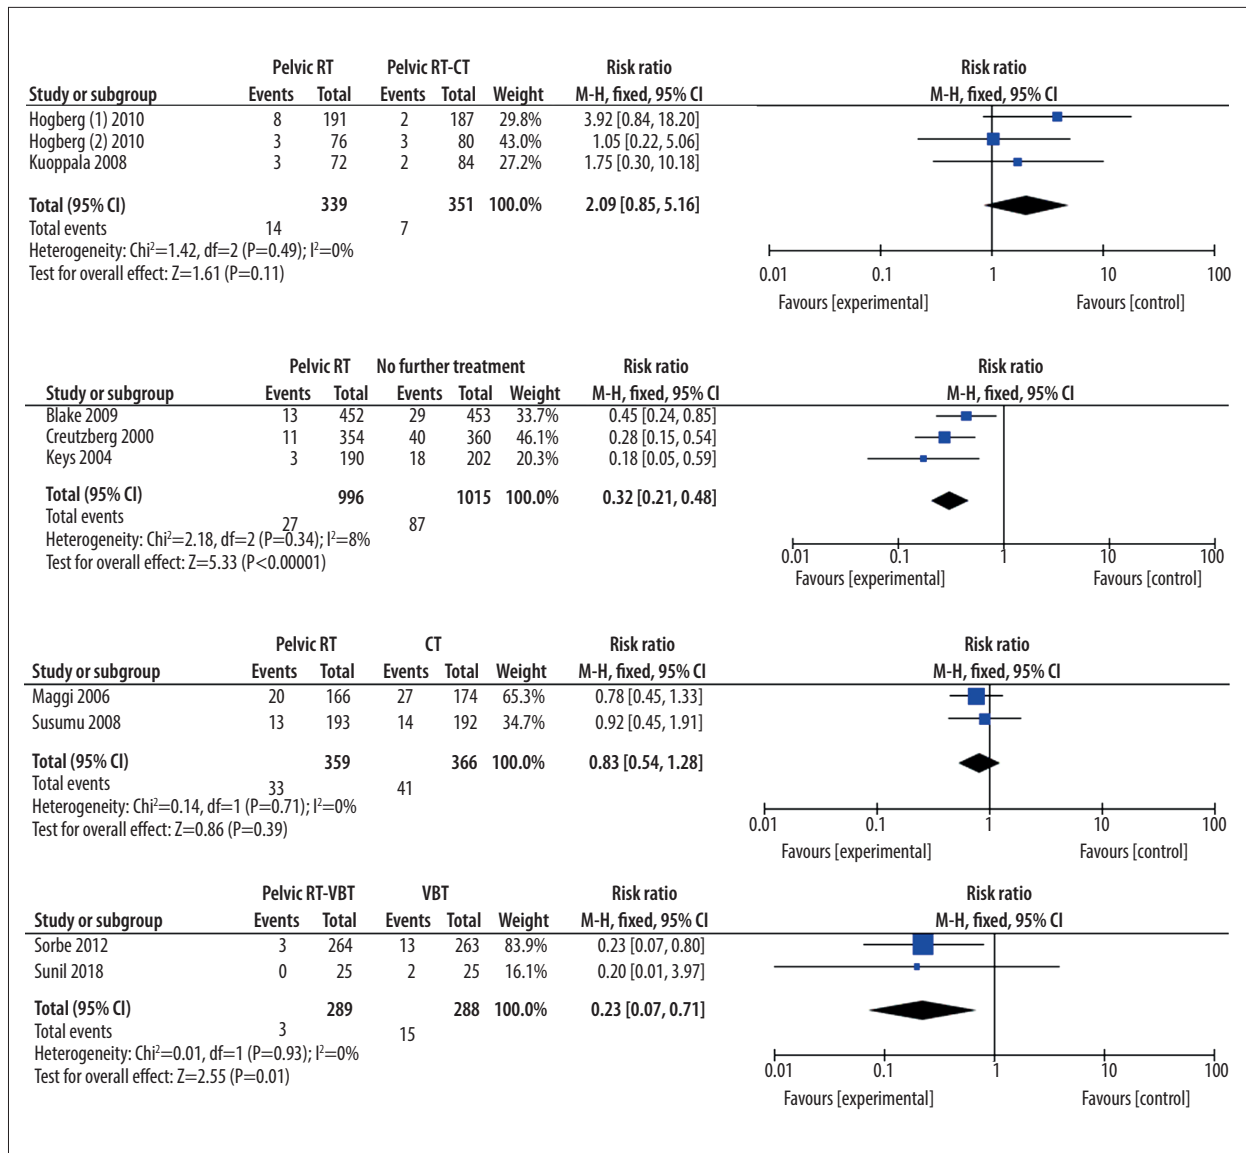 Pelvic RT Pelvic RT-CT Risk ratio Risk ratio
Study or subgroup Events Total Events Total Weight M-H, fixed, 95% CI M-H, fixed, 95% CI
Hogberg (1) 2010 8 191 2 187 29.8% 3.92 [0.84, 18.20]
Hogberg (2) 2010 3 76 3 80 43.0% 1.05 [0.22, 5.06]
Kuoppala 2008 3 72 2 84 27.2% 1.75 [0.30, 10.18]
Total (95% CI) 339 351 100.0% 2.09 [0.85, 5.16]
Total events 14 7
Heterogeneity: Chi²=1.42, df=2 (P=0.49); I²=0%
Test for overall effect: Z=1.61 (P=0.11)
0.01 0.1 1 10 100
Favours [experimental] Favours [control]
Pelvic RT No further treatment Risk ratio Risk ratio
Study or subgroup Events Total Events Total Weight M-H, fixed, 95% CI M-H, fixed, 95% CI
Blake 2009 13 452 29 453 33.7% 0.45 [0.24, 0.85]
Creutzberg 2000 11 354 40 360 46.1% 0.28 [0.15, 0.54]
Keys 2004 3 190 18 202 20.3% 0.18 [0.05, 0.59]
Total (95% CI) 996 1015 100.0% 0.32 [0.21, 0.48]
Total events 27 87
Heterogeneity: Chi²=2.18, df=2 (P=0.34); I²=8%
Test for overall effect: Z=5.33 (P<0.00001)
0.01 0.1 1 10 100
Favours [experimental] Favours [control]
Pelvic RT CT Risk ratio Risk ratio
Study or subgroup Events Total Events Total Weight M-H, fixed, 95% CI M-H, fixed, 95% CI
Maggi 2006 20 166 27 174 65.3% 0.78 [0.45, 1.33]
Susumu 2008 13 193 14 192 34.7% 0.92 [0.45, 1.91]
Total (95% CI) 359 366 100.0% 0.83 [0.54, 1.28]
Total events 33 41
Heterogeneity: Chi²=0.14, df=1 (P=0.71); I²=0%
Test for overall effect: Z=0.86 (P=0.39)
0.01 0.1 1 10 100
Favours [experimental] Favours [control]
Pelvic RT-VBT VBT Risk ratio Risk ratio
Study or subgroup Events Total Events Total Weight M-H, fixed, 95% CI M-H, fixed, 95% CI
Sorbe 2012 3 264 13 263 83.9% 0.23 [0.07, 0.80]
Sunil 2018 0 25 2 25 16.1% 0.20 [0.01, 3.97]
Total (95% CI) 289 288 100.0% 0.23 [0.07, 0.71]
Total events 3 15
Heterogeneity: Chi²=0.01, df=1 (P=0.93); I²=0%
Test for overall effect: Z=2.55 (P=0.01)
0.01 0.1 1 10 100
Favours [experimental] Favours [control]